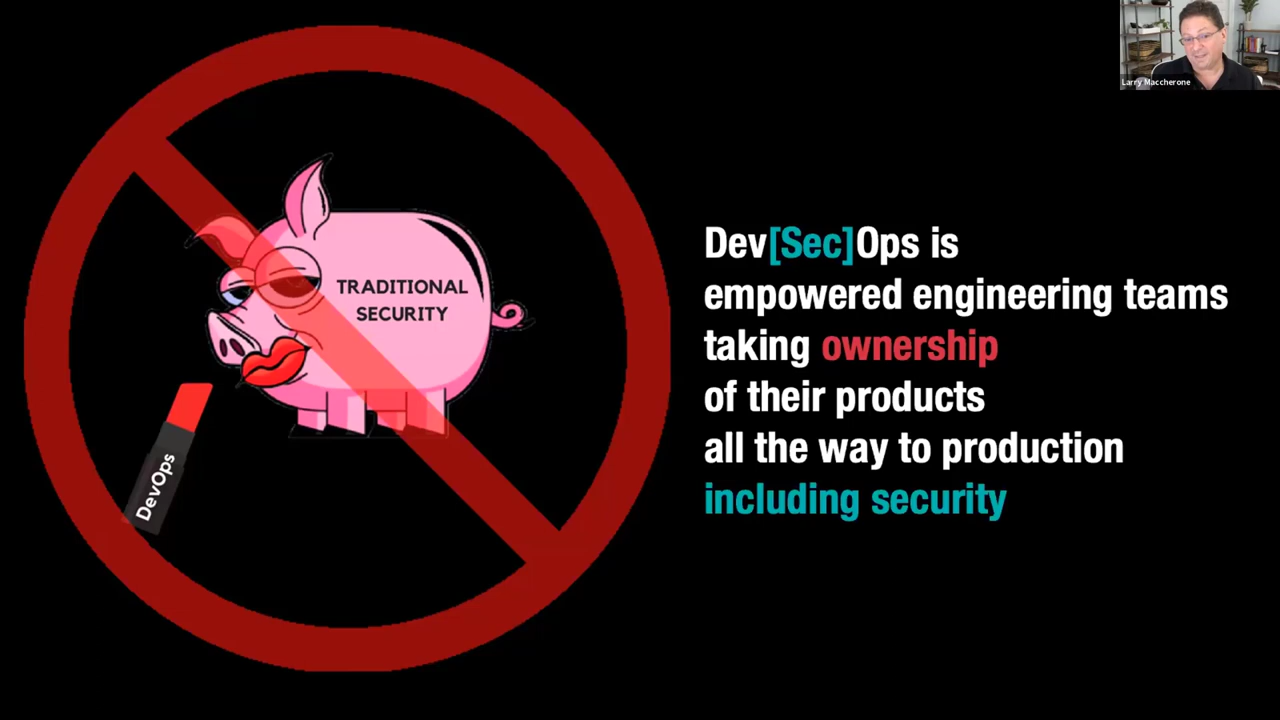 Larry Maccherone
TRADITIONAL
SECURITY
DevOps
Dev[Sec]Ops is
empowered engineering teams
taking ownership
of their products
all the way to production
including security